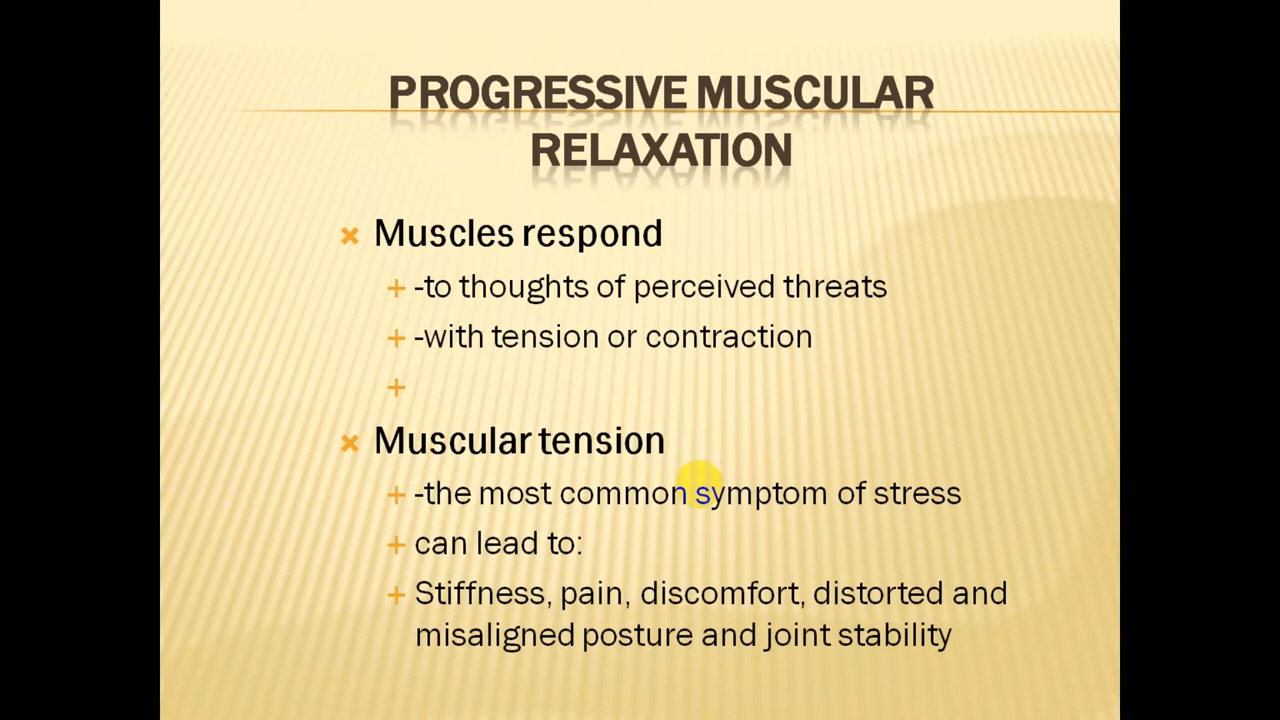 PROGRESSIVE MUSCULAR
RELAXATION
Muscles respond
-to thoughts of perceived threats
-with tension or contraction
Muscular tension
-the most common symptom of stress
can lead to:
Stiffness, pain, discomfort, distorted and
misaligned posture and joint stability